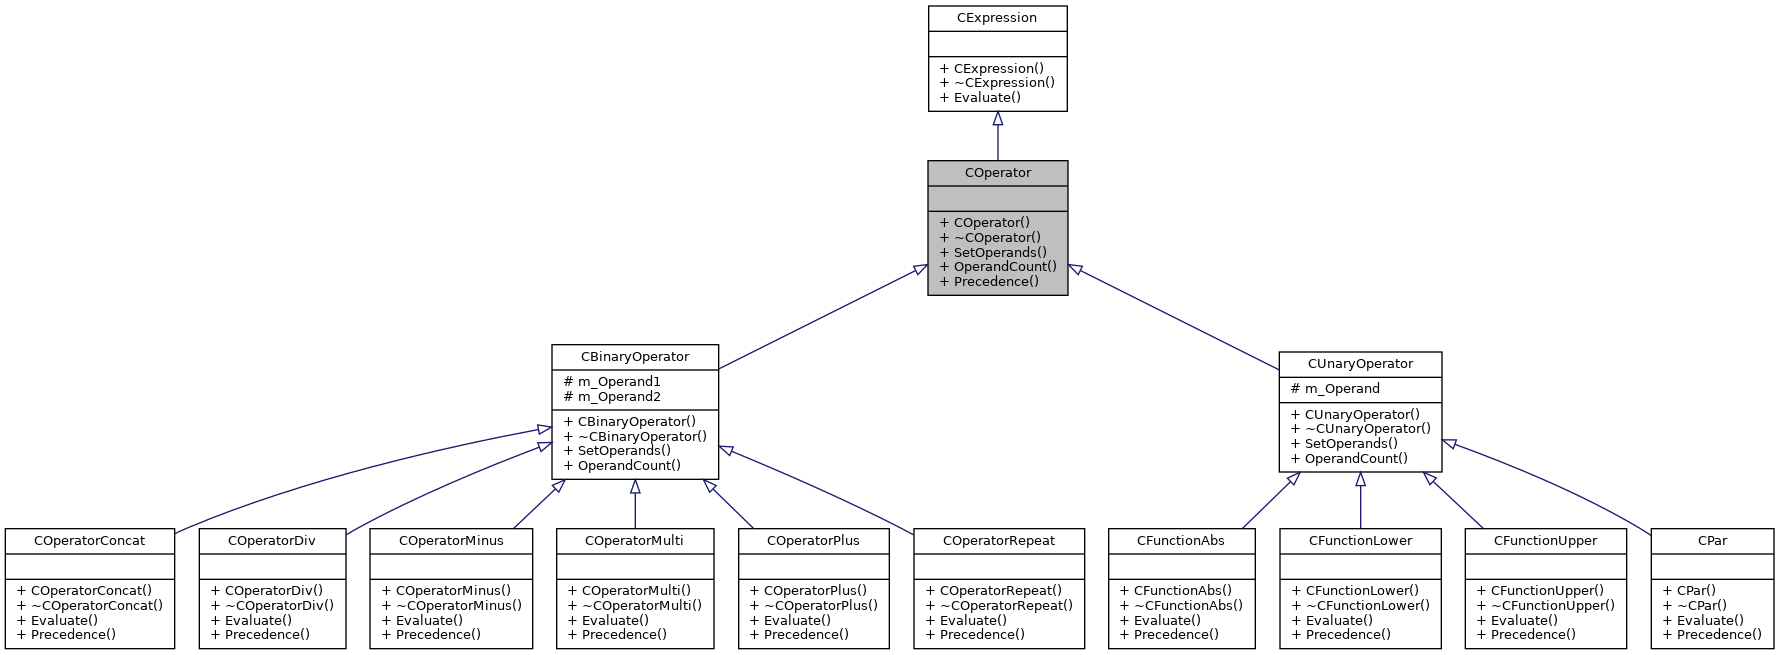 CExpression
+ CExpression()
+ ~CExpression()
+ Evaluate()
COperator
+ COperator()
+ ~COperator()
+ SetOperands()
+ OperandCount()
+ Precedence()
CBinaryOperator
# m_Operand1
# m_Operand2
+ CBinaryOperator()
+ ~CBinaryOperator()
+ SetOperands()
+ OperandCount()
CUnaryOperator
# m_Operand
+ CUnaryOperator()
+ ~CUnaryOperator()
+ SetOperands()
+ OperandCount()
COperatorConcat
+ COperatorConcat()
+ ~COperatorConcat()
+ Evaluate()
+ Precedence()
COperatorDiv
+ COperatorDiv()
+ ~COperatorDiv()
+ Evaluate()
+ Precedence()
COperatorMinus
+ COperatorMinus()
+ ~COperatorMinus()
+ Evaluate()
+ Precedence()
COperatorMulti
+ COperatorMulti()
+ ~COperatorMulti()
+ Evaluate()
+ Precedence()
COperatorPlus
+ COperatorPlus()
+ ~COperatorPlus()
+ Evaluate()
+ Precedence()
COperatorRepeat
+ COperatorRepeat()
+ ~COperatorRepeat()
+ Evaluate()
+ Precedence()
CFunctionAbs
+ CFunctionAbs()
+ ~CFunctionAbs()
+ Evaluate()
+ Precedence()
CFunctionLower
+ CFunctionLower()
+ ~CFunctionLower()
+ Evaluate()
+ Precedence()
CFunctionUpper
+ CFunctionUpper()
+ ~CFunctionUpper()
+ Evaluate()
+ Precedence()
CPar
+ CPar()
+ ~CPar()
+ Evaluate()
+ Precedence()